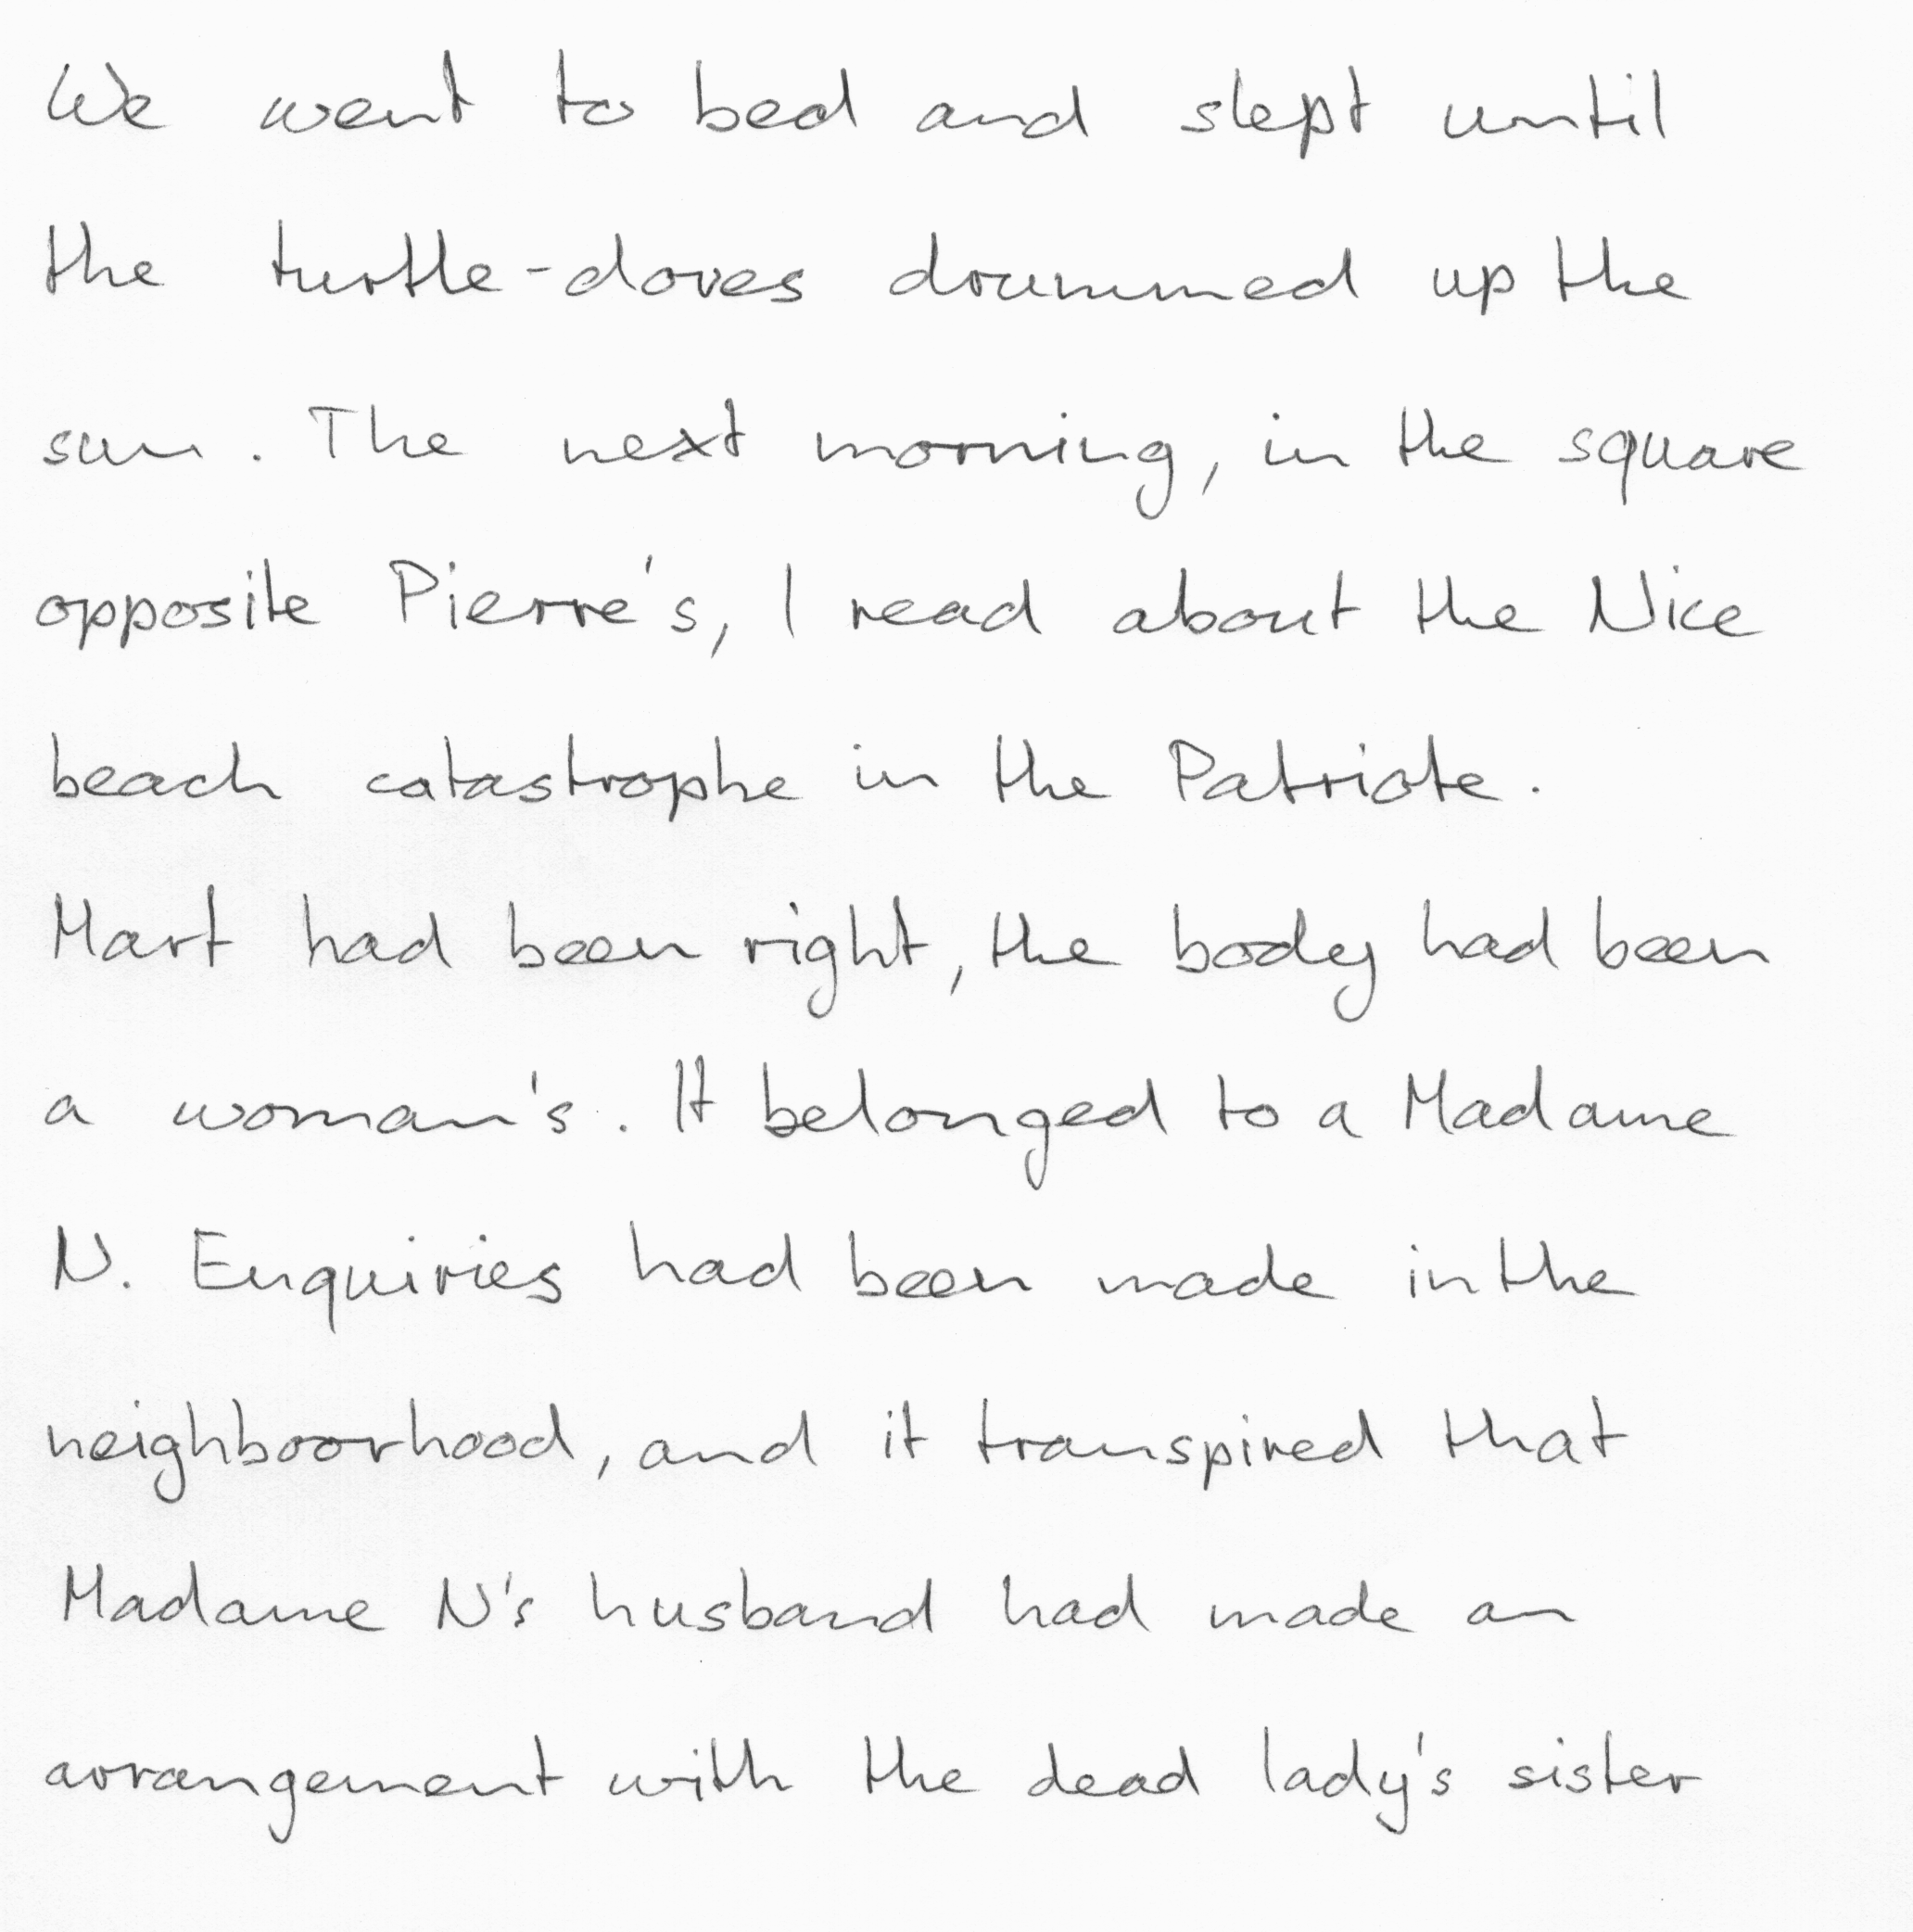 We went to bed and slept until
the turtle-doves drummed up the
sun. The next morning, in the square
opposite Pierre's, I read about the Nice
beach catastrophe in the Patriote.
Mart had been right, the body had been
a woman's. It belonged to a Madame
N. Enquiries had been made in the
neighboorhood, and it transpired that
Madame N's husband had made an
arrangement with the dead lady's sister